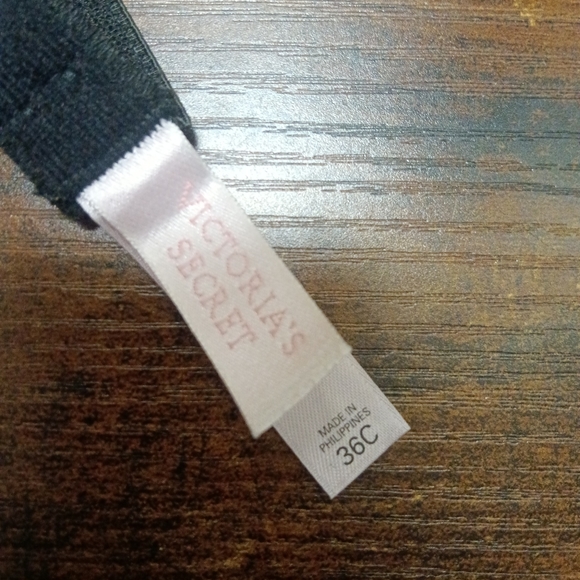 VICTORIA'S
SECRET
MADE IN
PHILIPPINES
36C